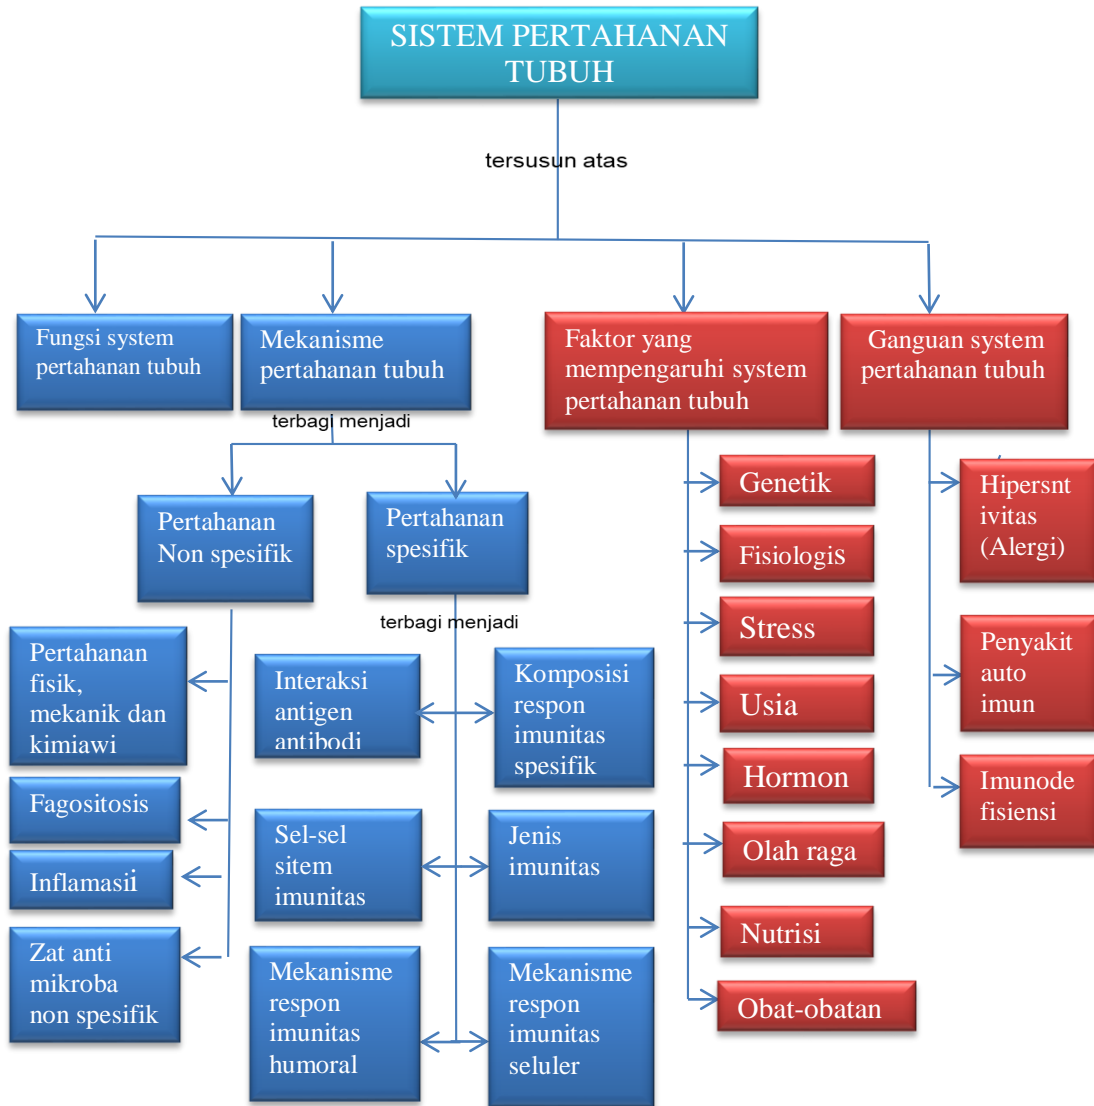 SISTEM PERTAHANAN
TUBUH
tersusun atas
Fungsi system
pertahanan tubuh
Mekanisme
pertahanan tubuh
Faktor yang
mempengaruhi system
pertahanan tubuh
Ganguan system
pertahanan tubuh
terbagi menjadi
Pertahanan
Non spesifik
Pertahanan
spesifik
terbagi menjadi
Pertahanan
fisik,
mekanik dan
kimiawi
Fagositosis
Inflamasii
Zat anti
mikroba
non spesifik
Interaksi
antigen
antibodi
Komposisi
respon
imunitas
spesifik
Sel-sel
sitem
imunitas
Jenis
imunitas
Mekanisme
respon
imunitas
humoral
Mekanisme
respon
imunitas
seluler
Genetik
Fisiologis
Stress
Usia
Hormon
Olah raga
Nutrisi
Obat-obatan
Hipersnt
ivitas
(Alergi)
Penyakit
auto
imun
Imunode
fisiensi